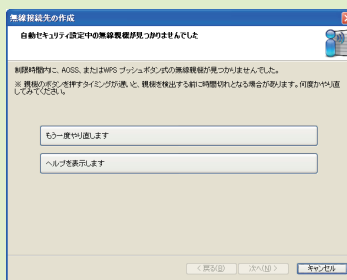 無線接続先の作成
自動セキュリティ設定中の無線親機が見つかりませんでした
制限時間内に、AOSS、またはWPS プッシュボタン式の無線親機が見つかりませんでした。
※ 親機のボタンを押すタイミングが遅いと、親機を検出する前に時間切れとなる場合があります。何度かやり直
してみてください。
もう一度やり直します
ヘルプを表示します
< 戻る(B)
次へ(N) >
キャンセル